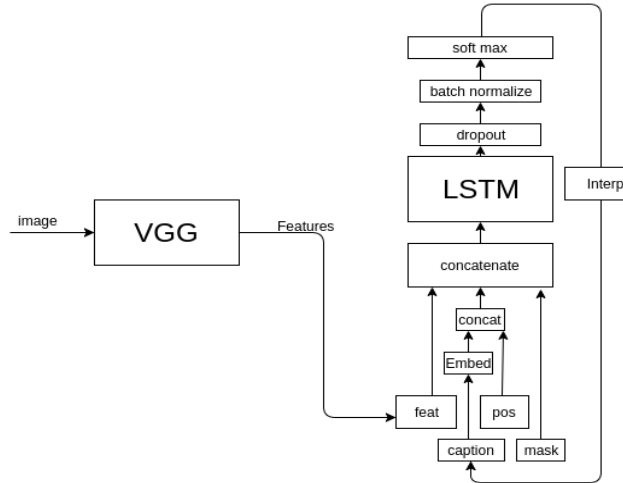 soft max
batch normalize
dropout
LSTM
Interp
image
VGG
Features
concatenate
concat
Embed
feat
pos
caption
mask